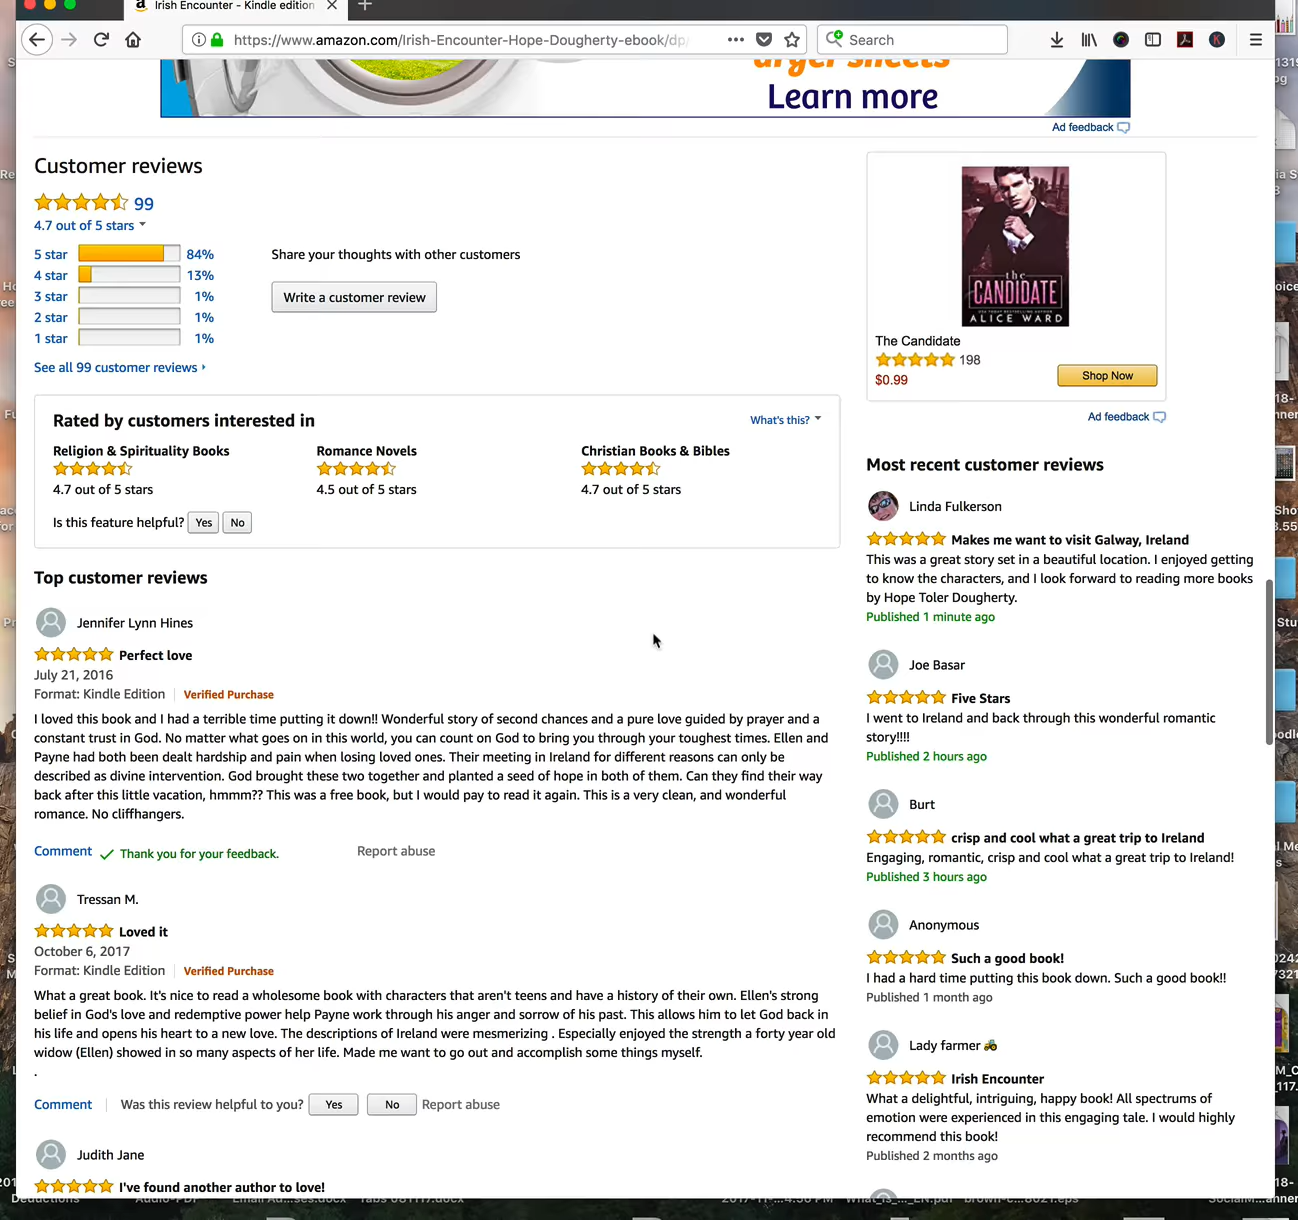 Irish Encounter - Kindle edition
https://www.amazon.com/Irish-Encounter-Hope-Dougherty-ebook/dp/
Search
dryer sheets
Learn more
Ad feedback
Customer reviews
99
4.7 out of 5 stars
5 star 84%
4 star 13%
3 star 1%
2 star 1%
1 star 1%
See all 99 customer reviews
Share your thoughts with other customers
Write a customer review
Rated by customers interested in
What's this?
Religion & Spirituality Books
4.7 out of 5 stars
Romance Novels
4.5 out of 5 stars
Christian Books & Bibles
4.7 out of 5 stars
Is this feature helpful? Yes No
Top customer reviews
Jennifer Lynn Hines
Perfect love
July 21, 2016
Format: Kindle Edition Verified Purchase
I loved this book and I had a terrible time putting it down!! Wonderful story of second chances and a pure love guided by prayer and a
constant trust in God. No matter what goes on in this world, you can count on God to bring you through your toughest times. Ellen and
Payne had both been dealt hardship and pain when losing loved ones. Their meeting in Ireland for different reasons can only be
described as divine intervention. God brought these two together and planted a seed of hope in both of them. Can they find their way
back after this little vacation, hmmm?? This was a free book, but I would pay to read it again. This is a very clean, and wonderful
romance. No cliffhangers.
Comment Thank you for your feedback. Report abuse
Tressan M.
Loved it
October 6, 2017
Format: Kindle Edition Verified Purchase
What a great book. It's nice to read a wholesome book with characters that aren't teens and have a history of their own. Ellen's strong
belief in God's love and redemptive power help Payne work through his anger and sorrow of his past. This allows him to let God back in
his life and opens his heart to a new love. The descriptions of Ireland were mesmerizing . Especially enjoyed the strength a forty year old
widow (Ellen) showed in so many aspects of her life. Made me want to go out and accomplish some things myself.
.
Comment Was this review helpful to you? Yes No Report abuse
Judith Jane
I've found another author to love!
the
CANDIDATE
ALICE WARD
The Candidate
198
$0.99
Shop Now
Ad feedback
Most recent customer reviews
Linda Fulkerson
Makes me want to visit Galway, Ireland
This was a great story set in a beautiful location. I enjoyed getting
to know the characters, and I look forward to reading more books
by Hope Toler Dougherty.
Published 1 minute ago
Joe Basar
Five Stars
I went to Ireland and back through this wonderful romantic
story!!!!
Published 2 hours ago
Burt
crisp and cool what a great trip to Ireland
Engaging, romantic, crisp and cool what a great trip to Ireland!
Published 3 hours ago
Anonymous
Such a good book!
I had a hard time putting this book down. Such a good book!!
Published 1 month ago
Lady farmer 🚜
Irish Encounter
What a delightful, intriguing, happy book! All spectrums of
emotion were experienced in this engaging tale. I would highly
recommend this book!
Published 2 months ago